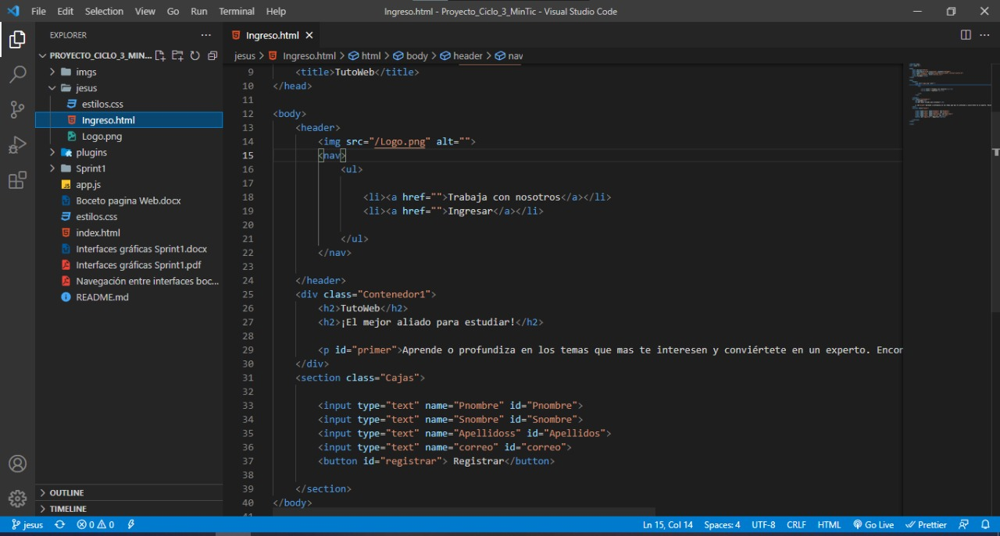 File Edit Selection View Go Run Terminal Help Ingreso.html - Proyecto_Ciclo_3_MinTic - Visual Studio Code
EXPLORER
PROYECTO_CICLO_3_MIN...
imgs
jesus
estilos.css
Ingreso.html
Logo.png
plugins
Sprint1
app.js
Boceto pagina Web.docx
estilos.css
index.html
Interfaces gráficas Sprint1.docx
Interfaces gráficas Sprint1.pdf
Navegación entre interfaces boc...
README.md
OUTLINE
TIMELINE
Ingreso.html
jesus > Ingreso.html > html > body > header > nav
9 <title>TutoWeb</title>
10 </head>
11
12 <body>
13 <header>
14 <img src="/Logo.png" alt="">
15 <nav>
16 <ul>
17
18 <li><a href="">Trabaja con nosotros</a></li>
19 <li><a href="">Ingresar</a></li>
20
21 </ul>
22 </nav>
23
24 </header>
25 <div class="Contenedor1">
26 <h2>TutoWeb</h2>
27 <h2>¡El mejor aliado para estudiar!</h2>
28
29 <p id="primer">Aprende o profundiza en los temas que mas te interesen y conviértete en un experto. Encon
30 </div>
31 <section class="Cajas">
32
33 <input type="text" name="Pnombre" id="Pnombre">
34 <input type="text" name="Snombre" id="Snombre">
35 <input type="text" name="Apellidoss" id="Apellidos">
36 <input type="text" name="correo" id="correo">
37 <button id="registrar"> Registrar</button>
38
39 </section>
40 </body>
41
jesus 0 0 Ln 15, Col 14 Spaces: 4 UTF-8 CRLF HTML Go Live Prettier